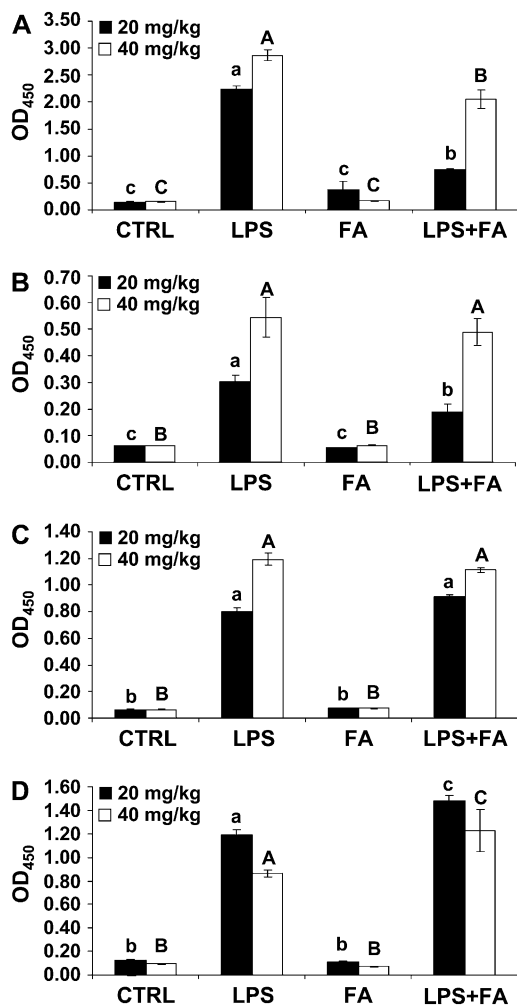 A
20 mg/kg
40 mg/kg
OD450
3.50
3.00
2.50
2.00
1.50
1.00
0.50
0.00
c C
a A
c C
b B
CTRL LPS FA LPS+FA
B
20 mg/kg
40 mg/kg
OD450
0.70
0.60
0.50
0.40
0.30
0.20
0.10
0.00
c B
a A
c B
b A
CTRL LPS FA LPS+FA
C
20 mg/kg
40 mg/kg
OD450
1.40
1.20
1.00
0.80
0.60
0.40
0.20
0.00
b B
a A
b B
a A
CTRL LPS FA LPS+FA
D
20 mg/kg
40 mg/kg
OD450
1.60
1.40
1.20
1.00
0.80
0.60
0.40
0.20
0.00
b B
a A
b B
c C
CTRL LPS FA LPS+FA